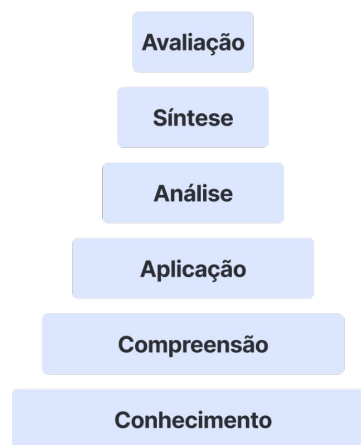 Avaliação
Síntese
Análise
Aplicação
Compreensão
Conhecimento